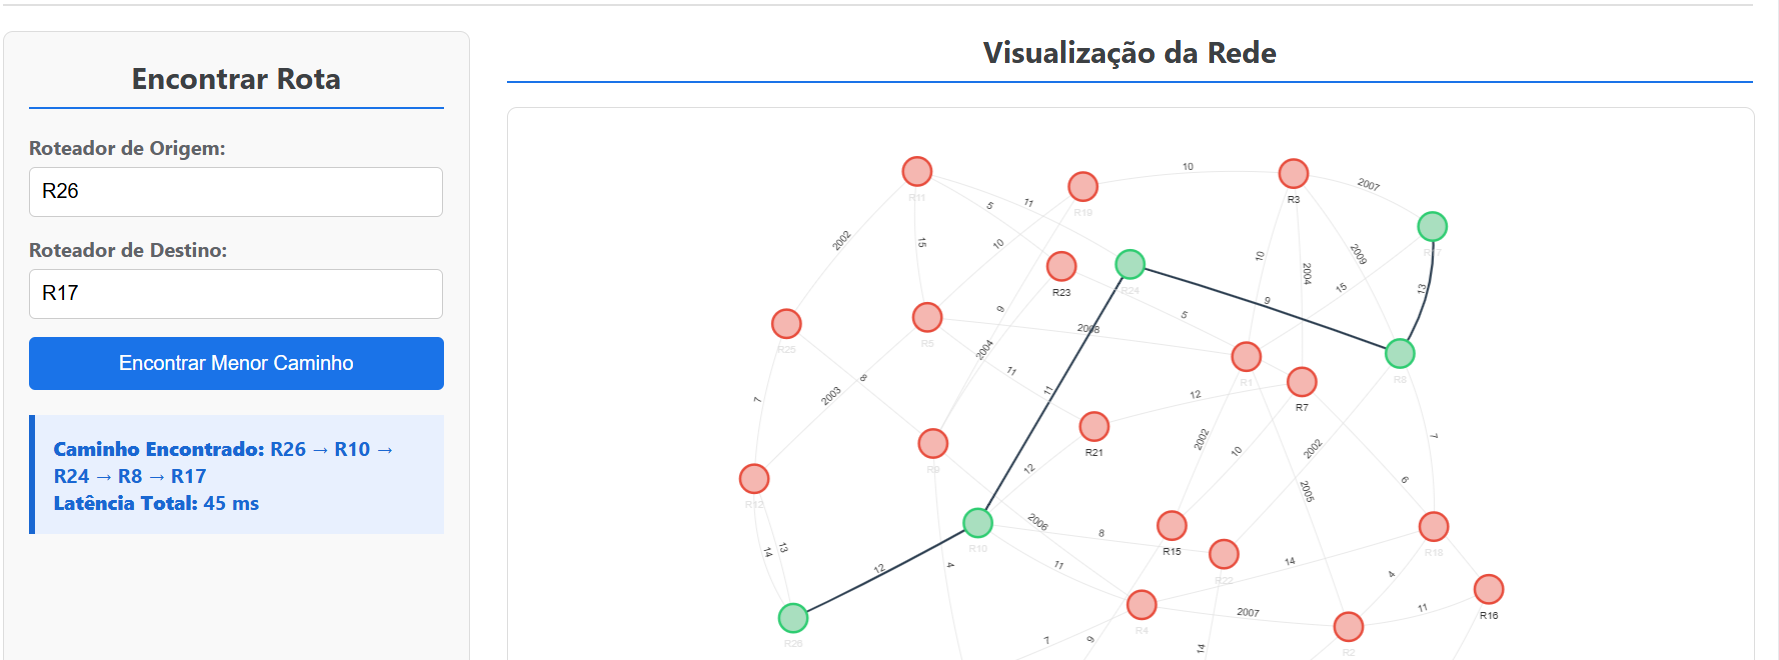 Encontrar Rota
Roteador de Origem:
R26
Roteador de Destino:
R17
Encontrar Menor Caminho
Caminho Encontrado: R26 → R10 →
R24 → R8 → R17
Latência Total: 45 ms
Visualização da Rede
10
R3
2007
R11
5
11
R19
2002
15
10
10
2004
2009
R17
R23
R24
15
13
9
9
5
R25
R5
2008
2004
R1
R8
11
11
12
R7
7
2003
8
2002
10
2002
7
R21
R9
12
6
R12
2005
2006
R10
8
R15
R18
14
13
12
4
11
R22
14
4
R16
R4
2007
11
R26
7
9
14
R2